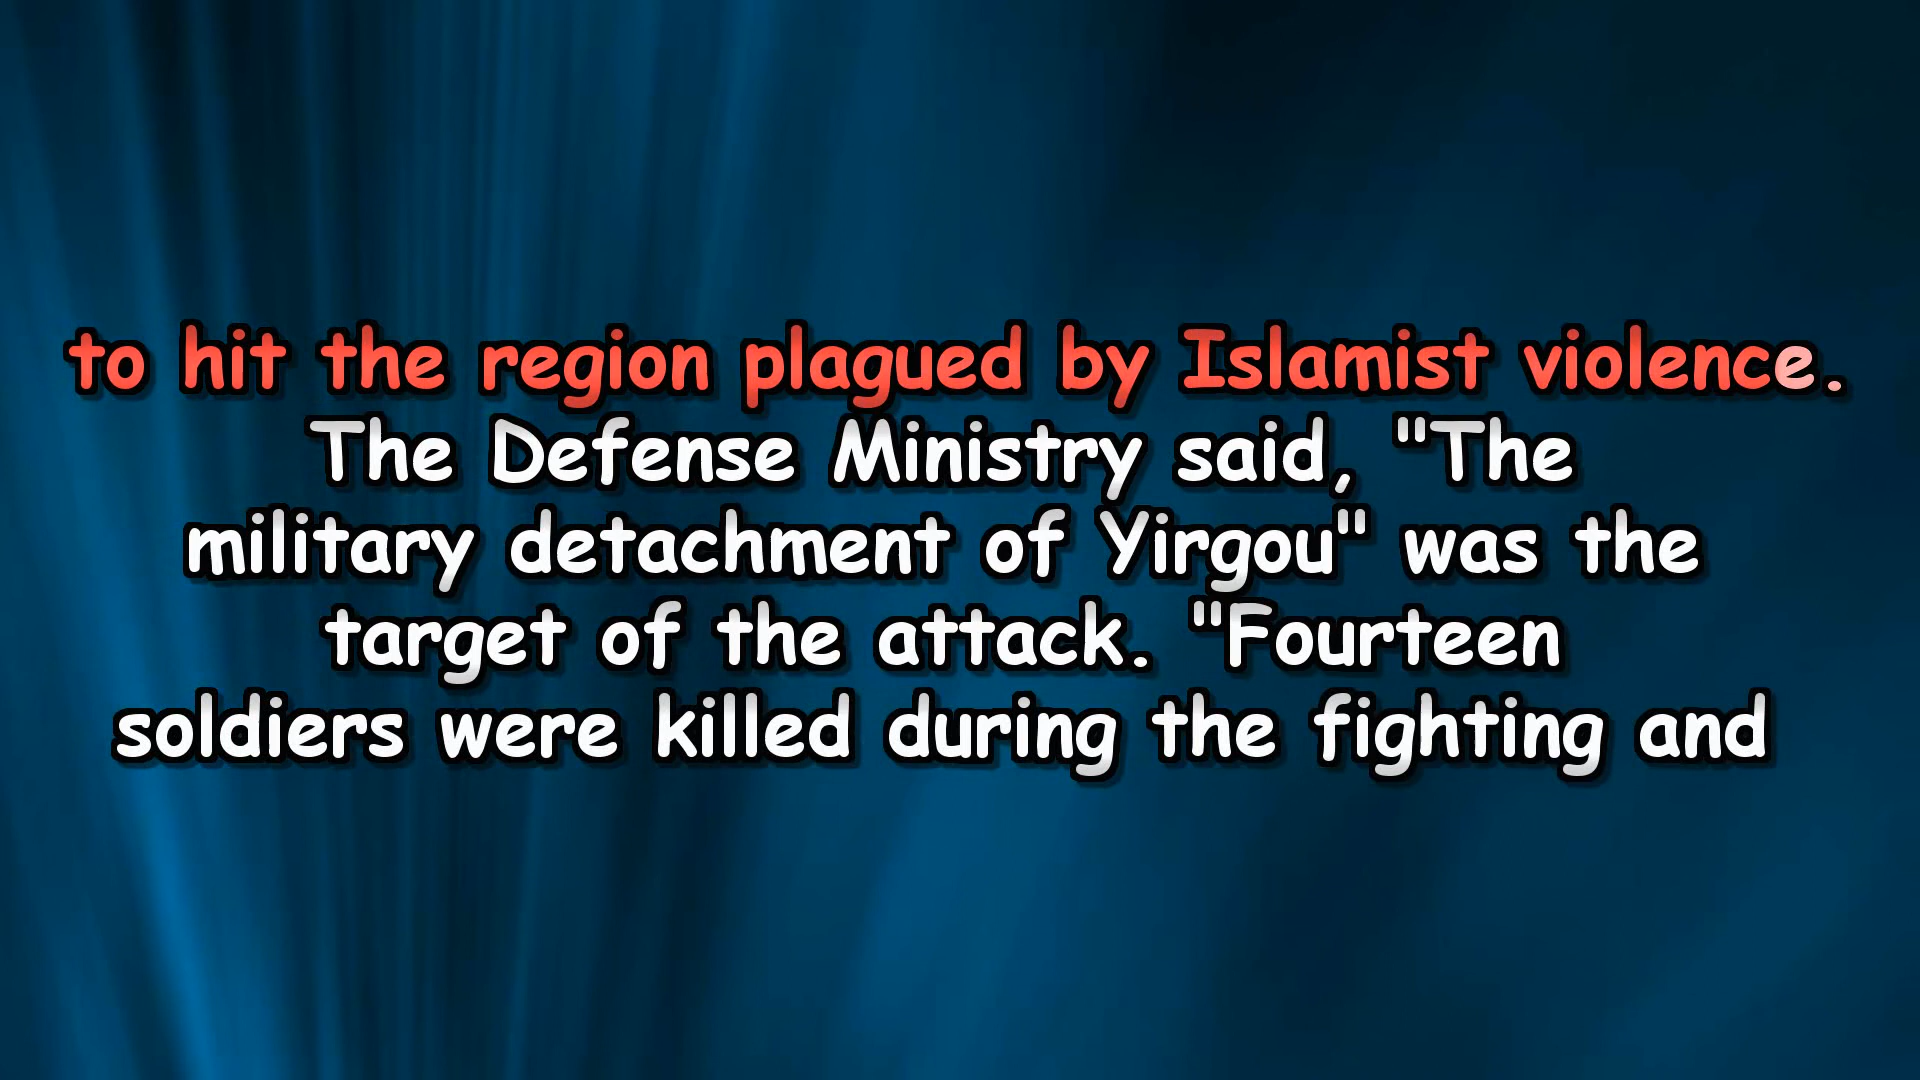 to hit the region plagued by Islamist violence.
The Defense Ministry said, "The
military detachment of Yirgou" was the
target of the attack. "Fourteen
soldiers were killed during the fighting and